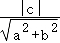 |c|
√a²+b²